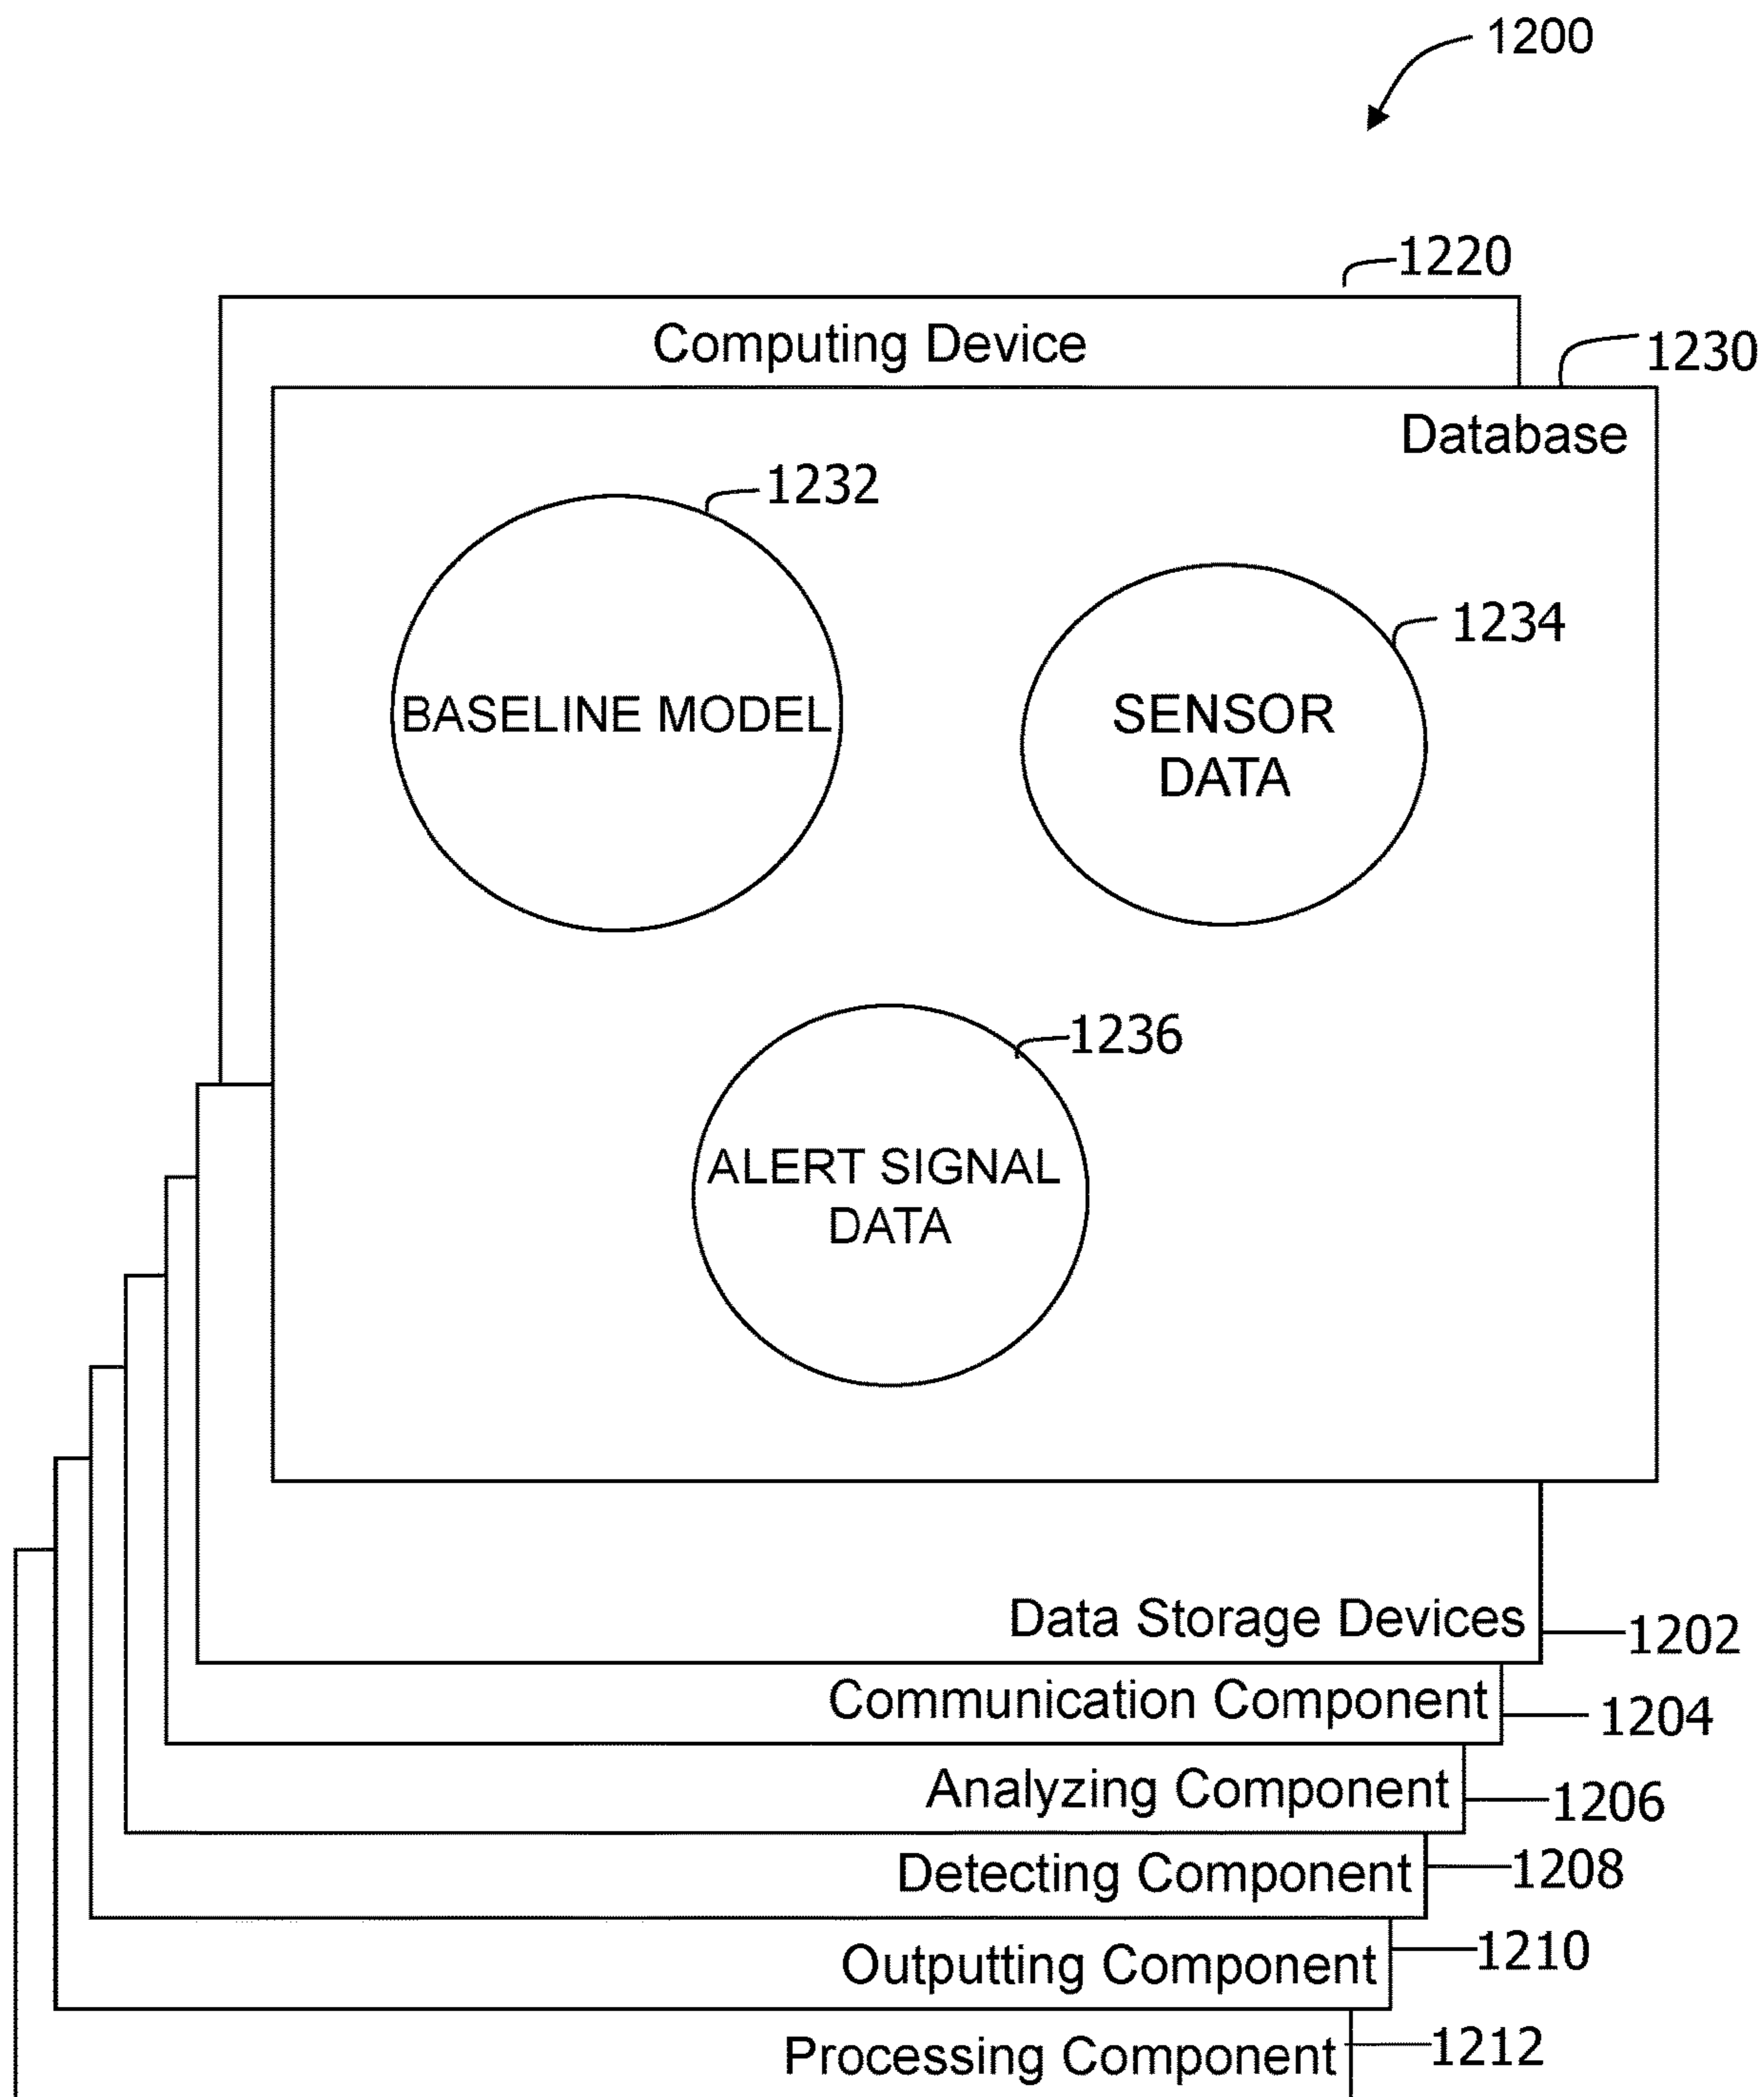 1200
1220
Computing Device
1230
Database
1232
BASELINE MODEL
1234
SENSOR
DATA
1236
ALERT SIGNAL
DATA
Data Storage Devices
1202
Communication Component
1204
Analyzing Component
1206
Detecting Component
1208
Outputting Component
1210
Processing Component
1212